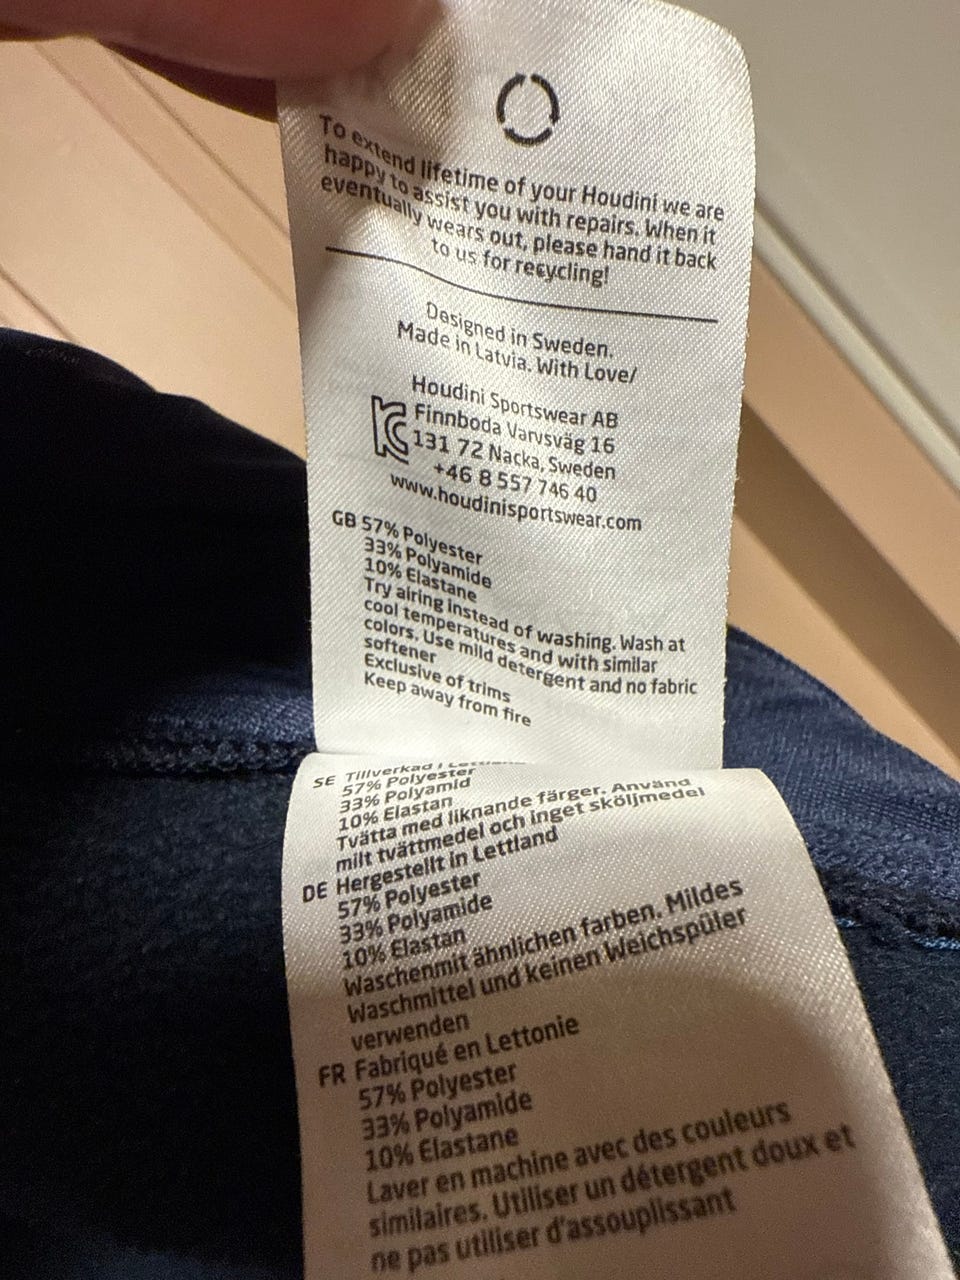 To extend lifetime of your Houdini we are
happy to assist you with repairs. When it
eventually wears out, please hand it back
to us for recycling!
Designed in Sweden.
Made in Latvia. With Love/
Houdini Sportswear AB
Finnboda Varvsväg 16
131 72 Nacka, Sweden
+46 8 557 746 40
www.houdinisportswear.com
GB 57% Polyester
33% Polyamide
10% Elastane
Try airing instead of washing. Wash at
cool temperatures and with similar
colors. Use mild detergent and no fabric
softener
Exclusive of trims
Keep away from fire
SE Tillverkad i
57% Polyester
33% Polyamid
10% Elastan
Tvätta med liknande färger. Använd
milt tvättmedel och inget sköljmedel
DE Hergestellt in Lettland
57% Polyester
33% Polyamide
10% Elastan
Waschenmit ähnlichen farben. Mildes
Waschmittel und keinen Weichspüler
verwenden
FR Fabriqué en Lettonie
57% Polyester
33% Polyamide
10% Elastane
Laver en machine avec des couleurs
similaires. Utiliser un détergent doux et
ne pas utiliser d'assouplissant